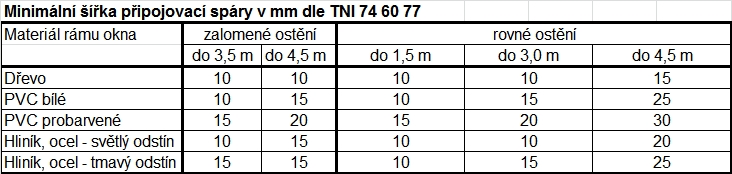 Minimální šířka připojovací spáry v mm dle TNI 74 60 77
Materiál rámu okna zalomené ostění rovné ostění
do 3,5 m do 4,5 m do 1,5 m do 3,0 m do 4,5 m
Dřevo 10 10 10 10 15
PVC bílé 10 15 10 15 25
PVC probarvené 15 20 15 20 30
Hliník, ocel - světlý odstín 10 15 10 10 20
Hliník, ocel - tmavý odstín 15 15 10 15 25